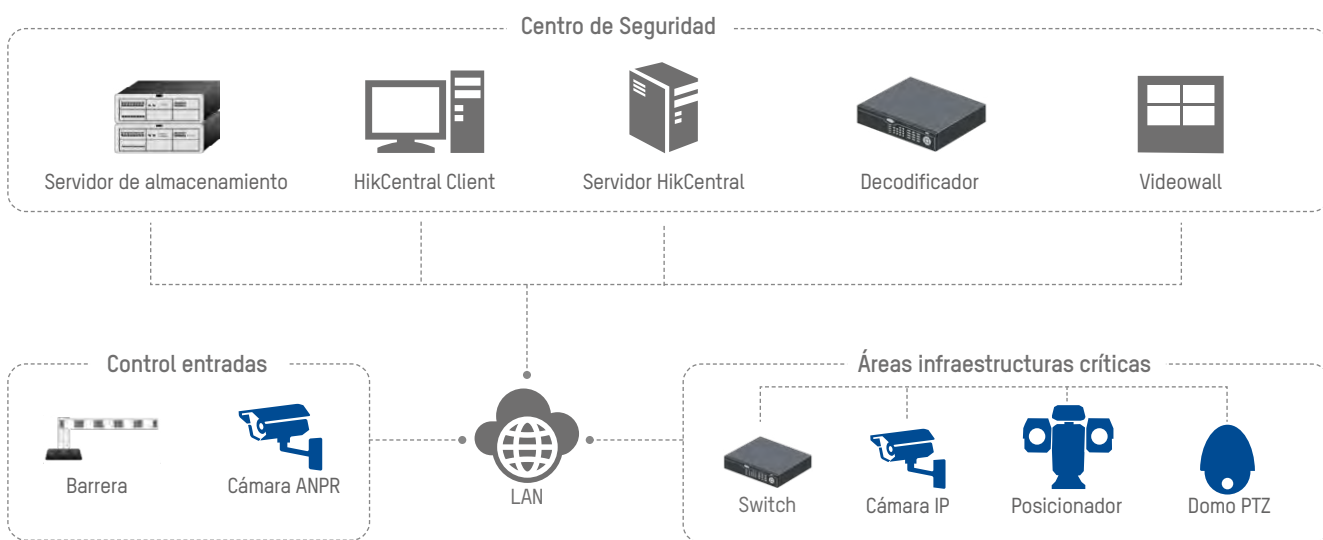 Centro de Seguridad
Servidor de almacenamiento
HikCentral Client
Servidor HikCentral
Decodificador
Videowall
Control entradas
Áreas infraestructuras críticas
Barrera
Cámara ANPR
LAN
Switch
Cámara IP
Posicionador
Domo PTZ